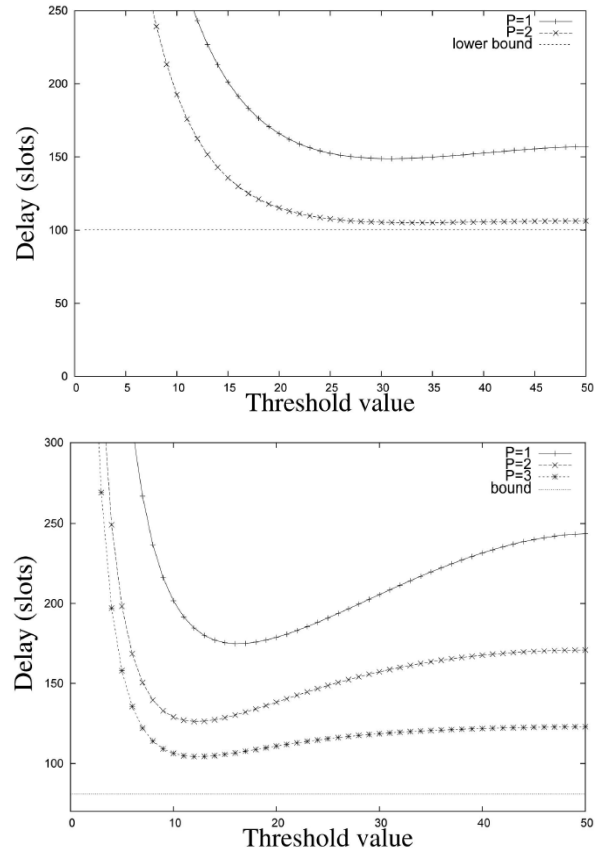 250
200
150
100
50
0
Delay (slots)
P=1
P=2
lower bound
0 5 10 15 20 25 30 35 40 45 50
Threshold value
300
250
200
150
100
Delay (slots)
P=1
P=2
P=3
bound
0 10 20 30 40 50
Threshold value